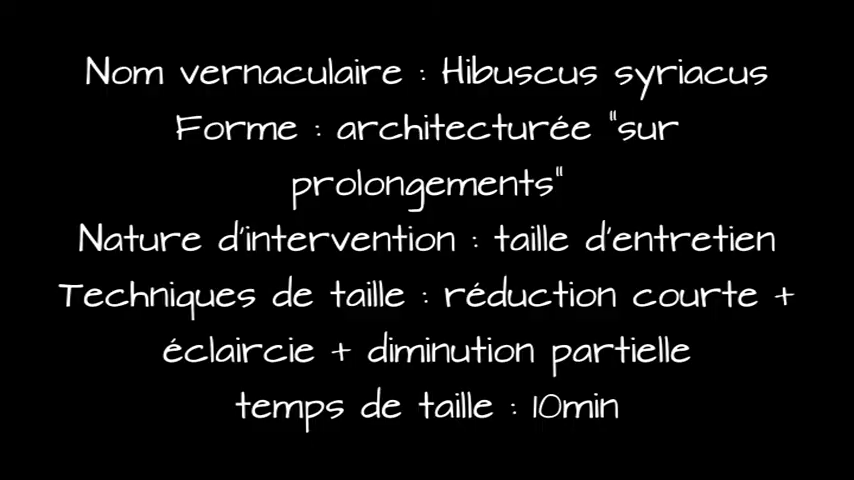 Nom vernaculaire : Hibuscus syriacus
Forme : architecturée "sur
prolongements"
Nature d'intervention : taille d'entretien
Techniques de taille : réduction courte +
éclaircie + diminution partielle
temps de taille : 10min